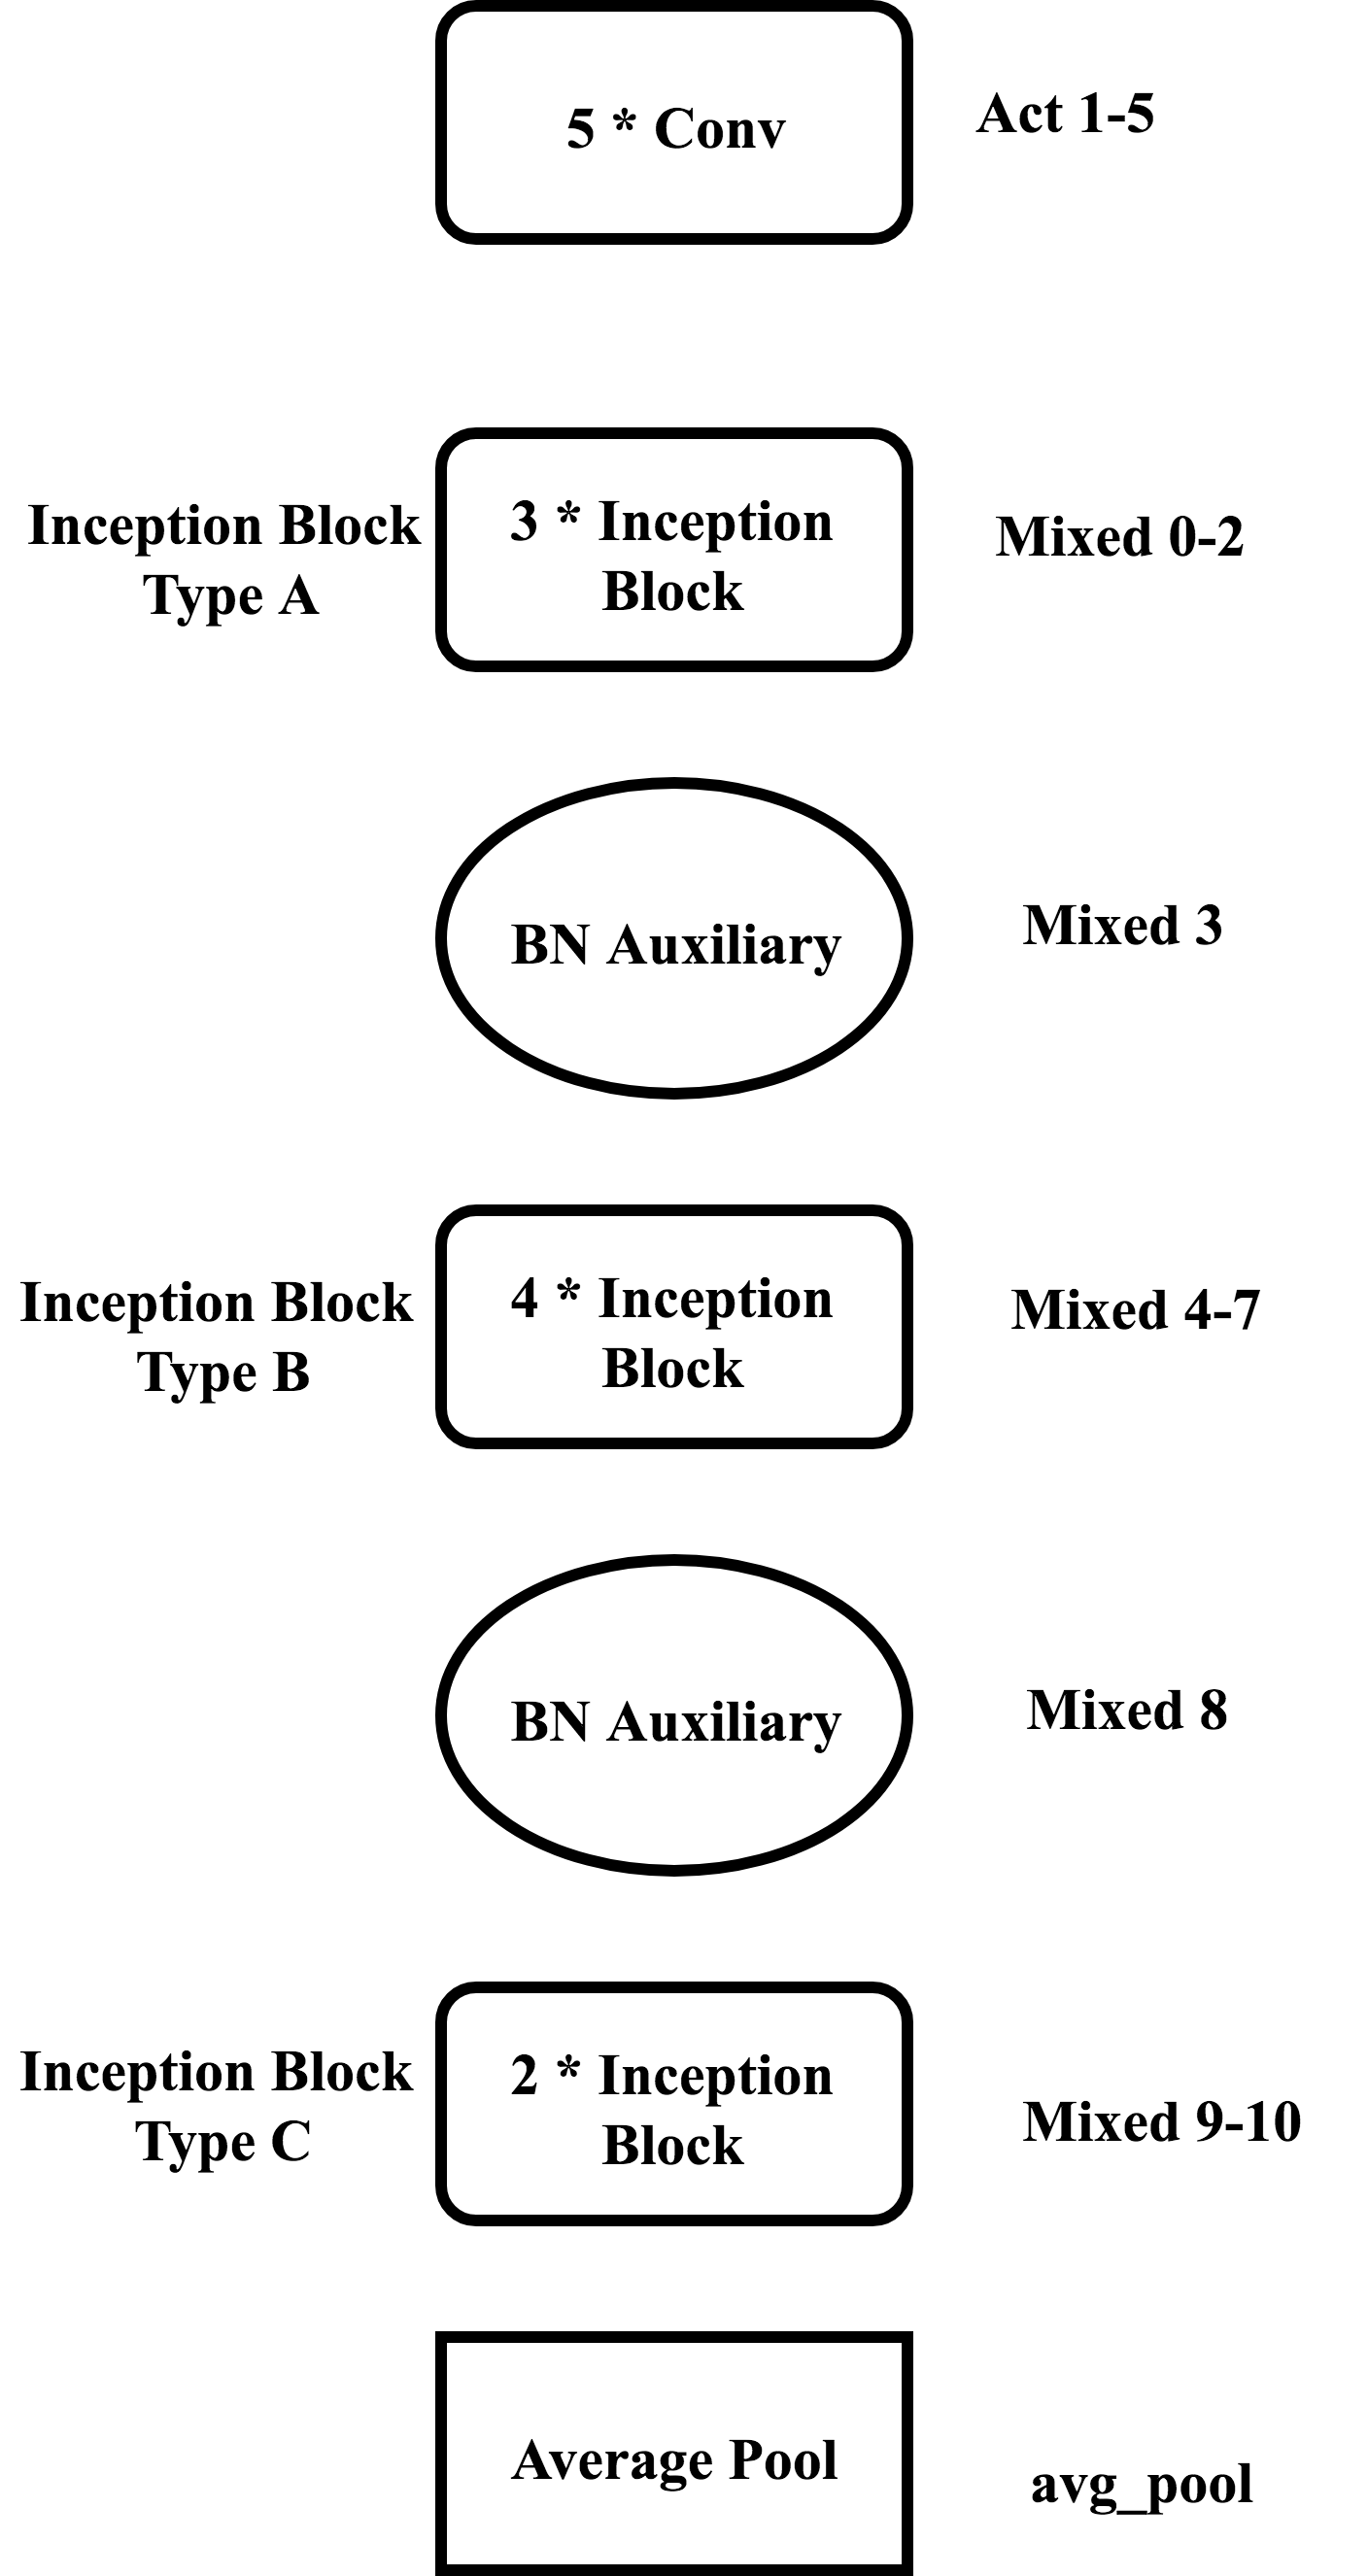 5 * Conv
Act 1-5
Inception Block
Type A
3 * Inception
Block
Mixed 0-2
BN Auxiliary
Mixed 3
Inception Block
Type B
4 * Inception
Block
Mixed 4-7
BN Auxiliary
Mixed 8
Inception Block
Type C
2 * Inception
Block
Mixed 9-10
Average Pool
avg_pool